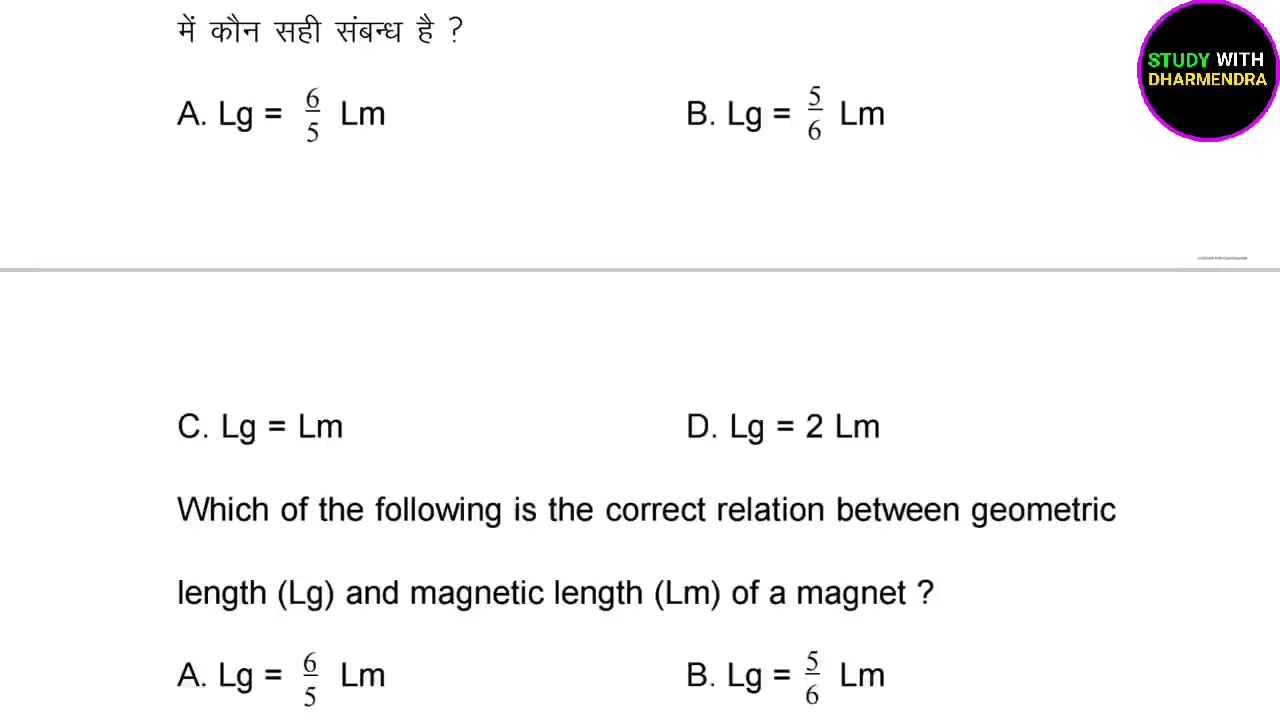 में कौन सही संबन्ध है ?
STUDY WITH
DHARMENDRA
A. Lg = 6/5 Lm
B. Lg = 5/6 Lm
C. Lg = Lm
D. Lg = 2 Lm
Which of the following is the correct relation between geometric
length (Lg) and magnetic length (Lm) of a magnet ?
A. Lg = 6/5 Lm
B. Lg = 5/6 Lm